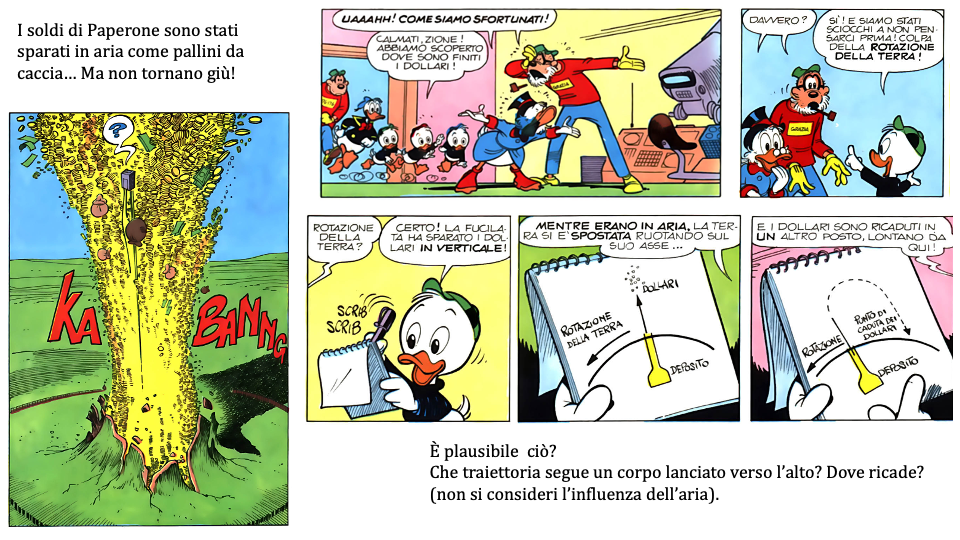 I soldi di Paperone sono stati
sparati in aria come pallini da
caccia... Ma non tornano giù!
?
KA
BANNG
UAAAHH! COME SIAMO SFORTUNATI!
CALMATI, ZIONE!
ABBIAMO SCOPERTO
DOVE SONO FINITI
I DOLLARI!
GRAZIA
DAVVERO?
SÌ! E SIAMO STATI
SCIOCCHI A NON PEN-
SARCI PRIMA! COLPA
DELLA ROTAZIONE
DELLA TERRA!
GRAZIA
ROTAZIONE
DELLA
TERRA?
CERTO! LA FUCILA-
TA HA SPARATO I DOL-
LARI IN VERTICALE!
SCRIB
SCRIB
MENTRE ERANO IN ARIA, LA TER-
RA SI E' SPOSTATA RUOTANDO SUL
SUO ASSE...
DOLLARI
ROTAZIONE
DELLA TERRA
DEPOSITO
E I DOLLARI SONO RICADUTI IN
UN ALTRO POSTO, LONTANO DA
QUI!
PUNTO DI
CADUTA DEI
DOLLARI
ROTAZIONE
DEPOSITO
È plausibile ciò?
Che traiettoria segue un corpo lanciato verso l'alto? Dove ricade?
(non si consideri l'influenza dell'aria).